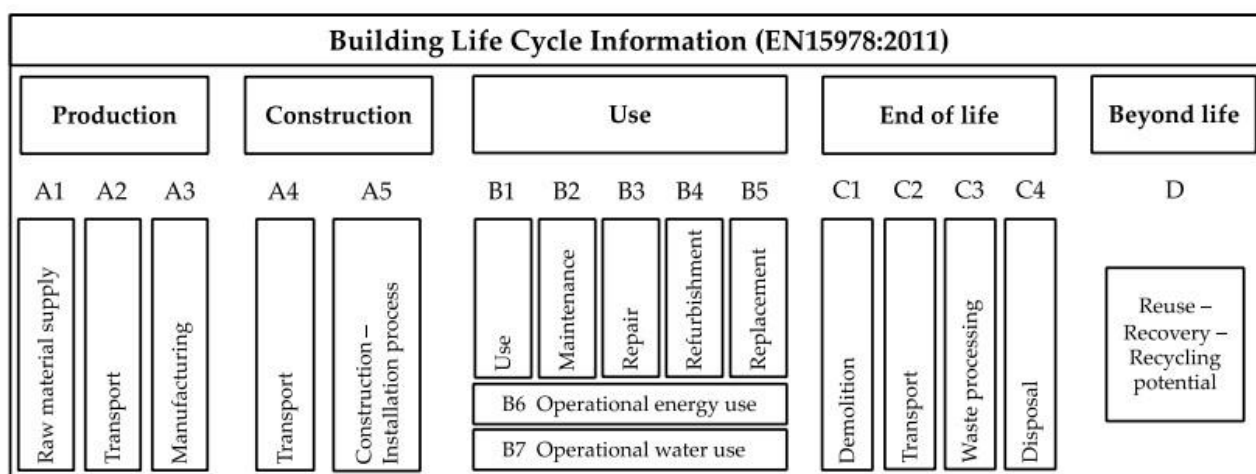 Building Life Cycle Information (EN15978:2011)
Production
Construction
Use
End of life
Beyond life
A1
A2
A3
A4
A5
B1
B2
B3
B4
B5
C1
C2
C3
C4
D
Raw material supply
Transport
Manufacturing
Transport
Construction –
Installation process
Use
Maintenance
Repair
Refurbishment
Replacement
B6 Operational energy use
B7 Operational water use
Demolition
Transport
Waste processing
Disposal
Reuse –
Recovery –
Recycling
potential